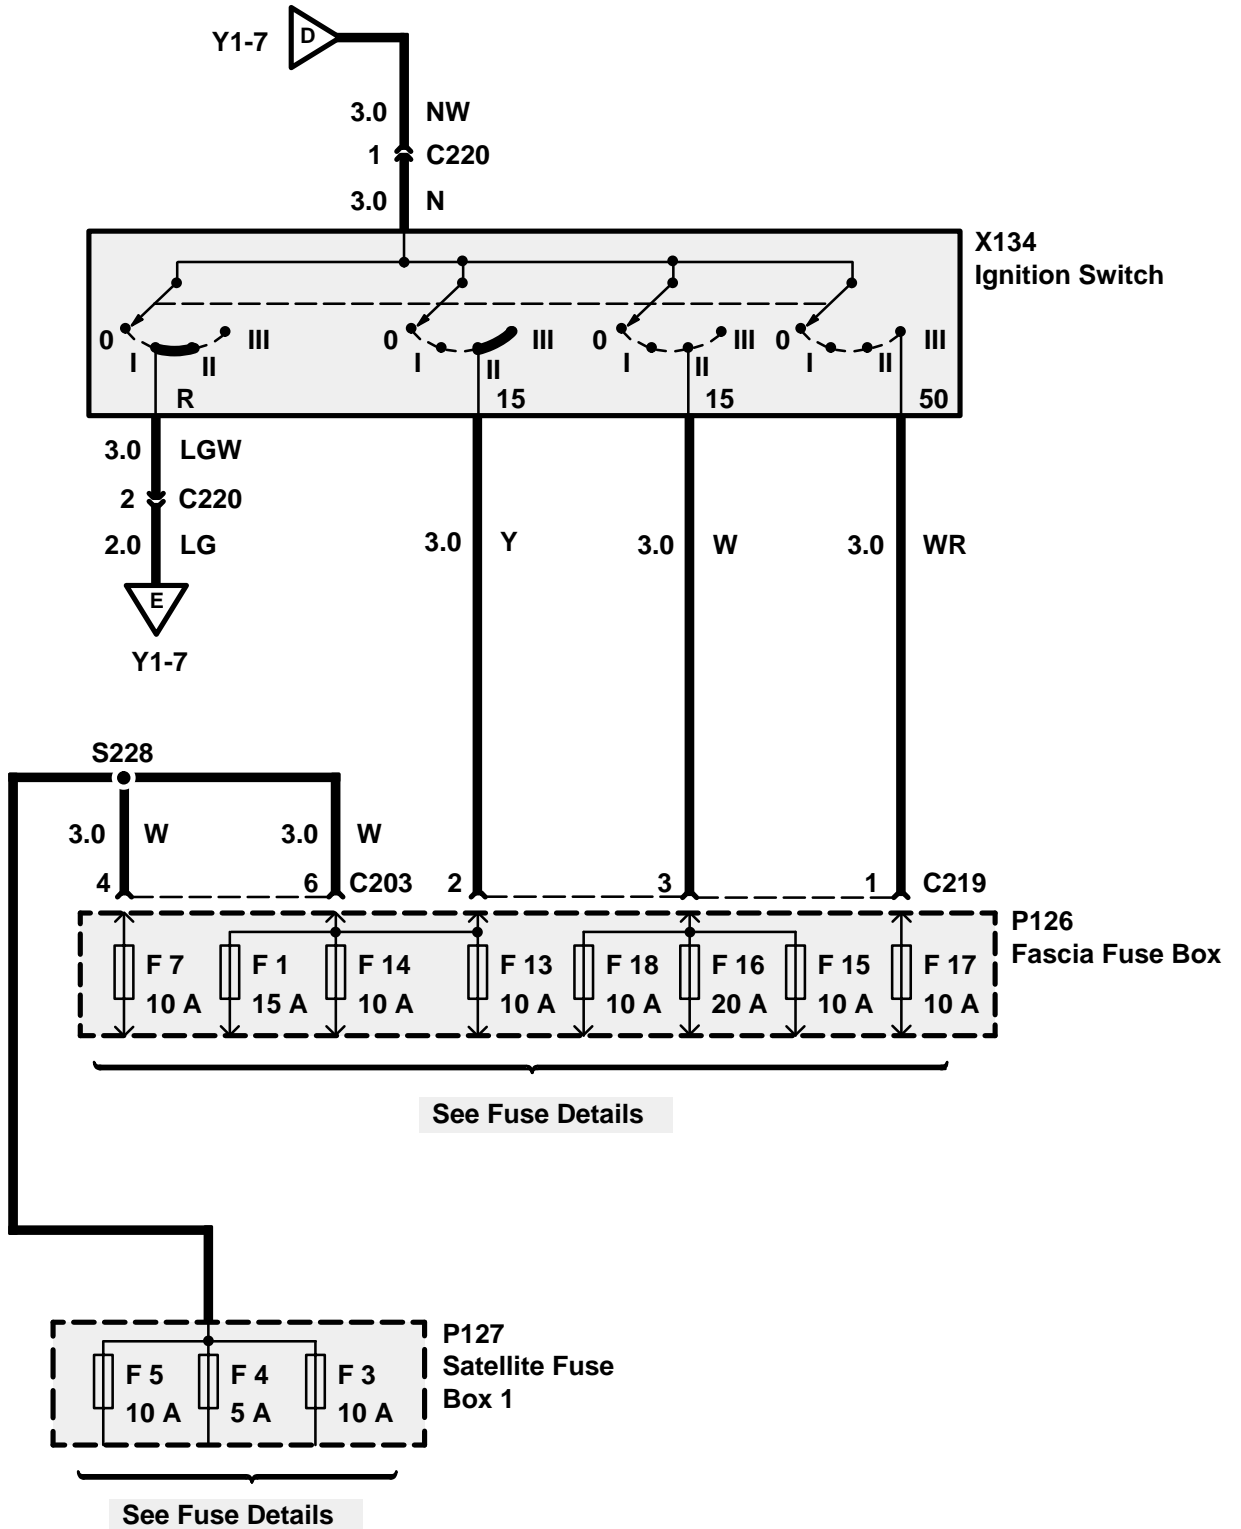 Y1-7 D
3.0 NW
1 C220
3.0 N
X134
Ignition Switch
0 I II III 0 I II III 0 I II III 0 I II III
R 15 15 50
3.0 LGW
2 C220
2.0 LG
3.0 Y 3.0 W 3.0 WR
E
Y1-7
S228
3.0 W 3.0 W
4 6 C203 2 3 1 C219
P126
Fascia Fuse Box
F 7 F 1 F 14 F 13 F 18 F 16 F 15 F 17
10 A 15 A 10 A 10 A 10 A 20 A 10 A 10 A
See Fuse Details
P127
Satellite Fuse
Box 1
F 5 F 4 F 3
10 A 5 A 10 A
See Fuse Details